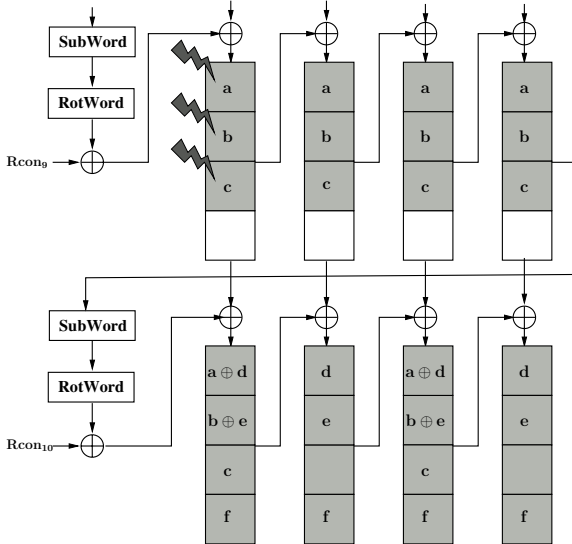 SubWord
RotWord
Rcon₉
a a a a
b b b b
c c c c
SubWord
RotWord
Rcon₁₀
a ⊕ d d a ⊕ d d
b ⊕ e e b ⊕ e e
c c
f f f f